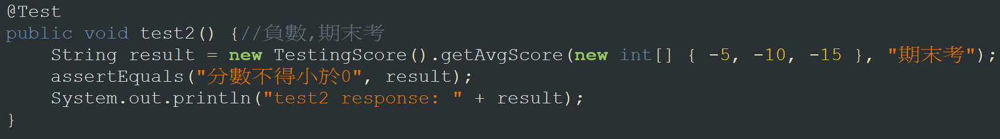 @Test
public void test2() {//負數,期末考
    String result = new TestingScore().getAvgScore(new int[] { -5, -10, -15 }, "期末考");
    assertEquals("分數不得小於0", result);
    System.out.println("test2 response: " + result);
}